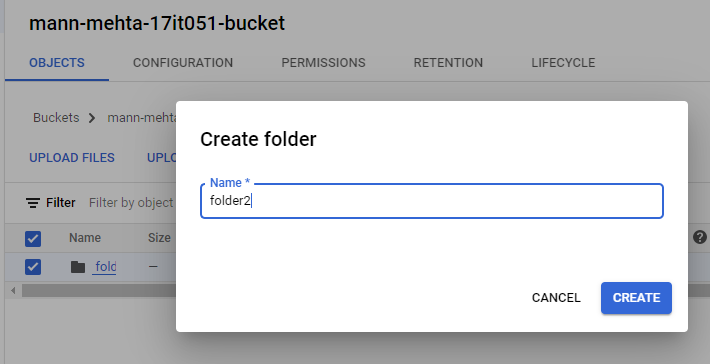 mann-mehta-17it051-bucket
OBJECTS CONFIGURATION PERMISSIONS RETENTION LIFECYCLE
Buckets > mann-mehta
UPLOAD FILES UPLO
Create folder
Name *
folder2
Filter Filter by object
Name Size
fold —
CANCEL CREATE